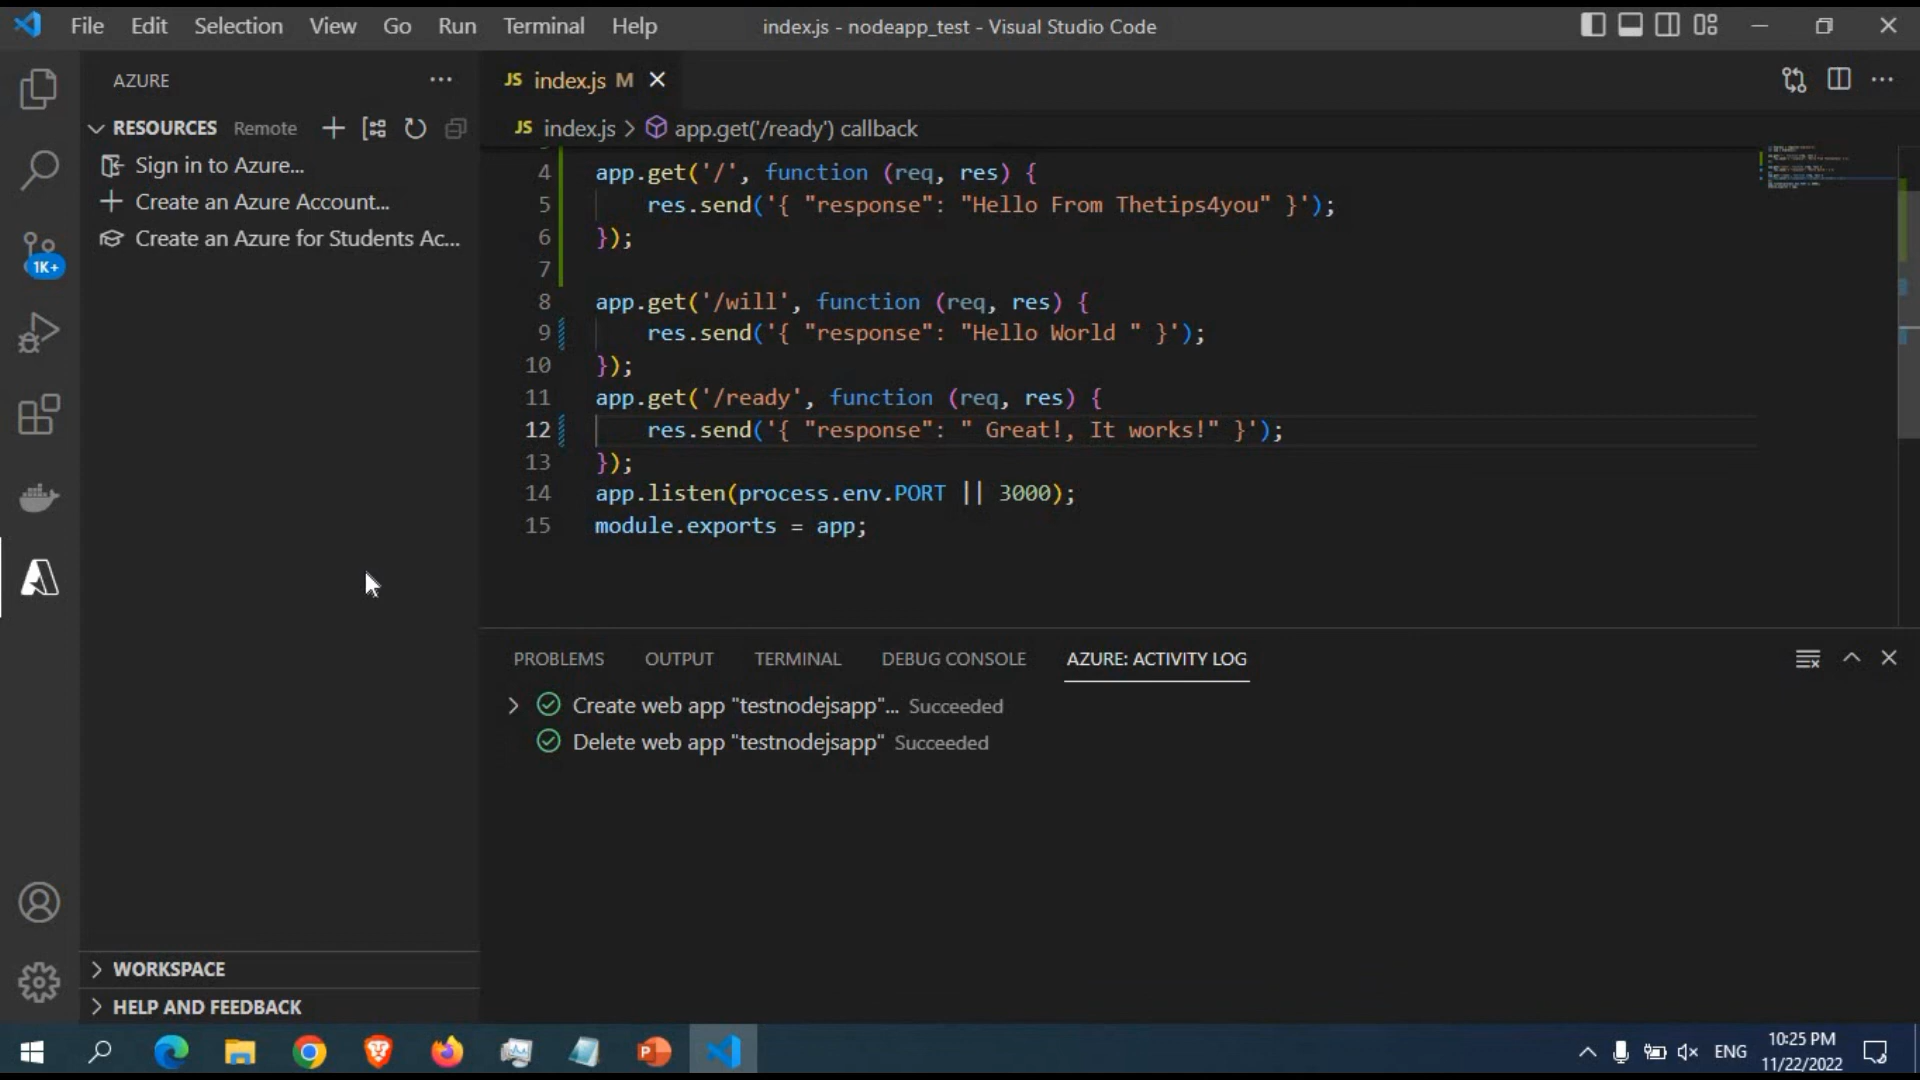 File Edit Selection View Go Run Terminal Help
index.js - nodeapp_test - Visual Studio Code
AZURE ...
RESOURCES Remote
Sign in to Azure...
Create an Azure Account...
Create an Azure for Students Ac...
1K+
WORKSPACE
HELP AND FEEDBACK
JS index.js M
JS index.js > app.get('/ready') callback
4 app.get('/', function (req, res) {
5 res.send('{ "response": "Hello From Thetips4you" }');
6 });
7
8 app.get('/will', function (req, res) {
9 res.send('{ "response": "Hello World " }');
10 });
11 app.get('/ready', function (req, res) {
12 res.send('{ "response": " Great!, It works!" }');
13 });
14 app.listen(process.env.PORT || 3000);
15 module.exports = app;
PROBLEMS OUTPUT TERMINAL DEBUG CONSOLE AZURE: ACTIVITY LOG
Create web app "testnodejsapp"... Succeeded
Delete web app "testnodejsapp" Succeeded
ENG
10:25 PM
11/22/2022